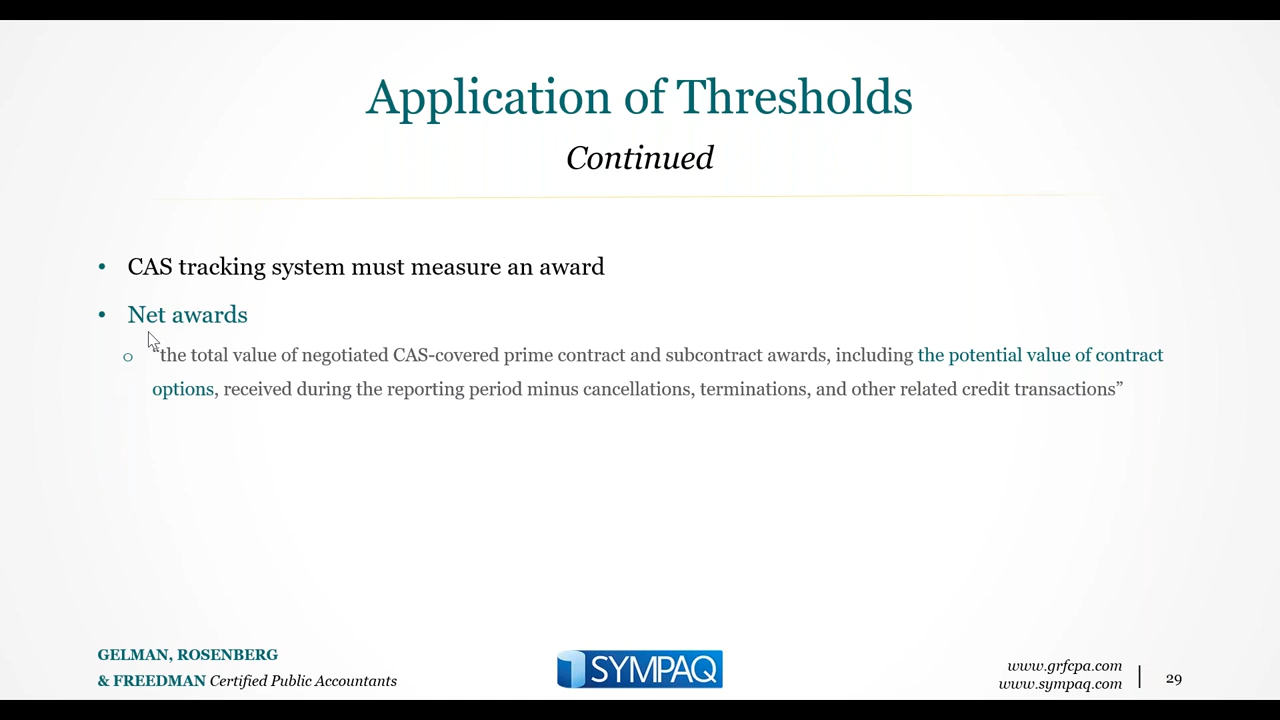 Application of Thresholds
Continued
• CAS tracking system must measure an award
• Net awards
o “the total value of negotiated CAS-covered prime contract and subcontract awards, including the potential value of contract
options, received during the reporting period minus cancellations, terminations, and other related credit transactions”
GELMAN, ROSENBERG
& FREEDMAN Certified Public Accountants
SYMPAQ
www.grfcpa.com
www.sympaq.com
29